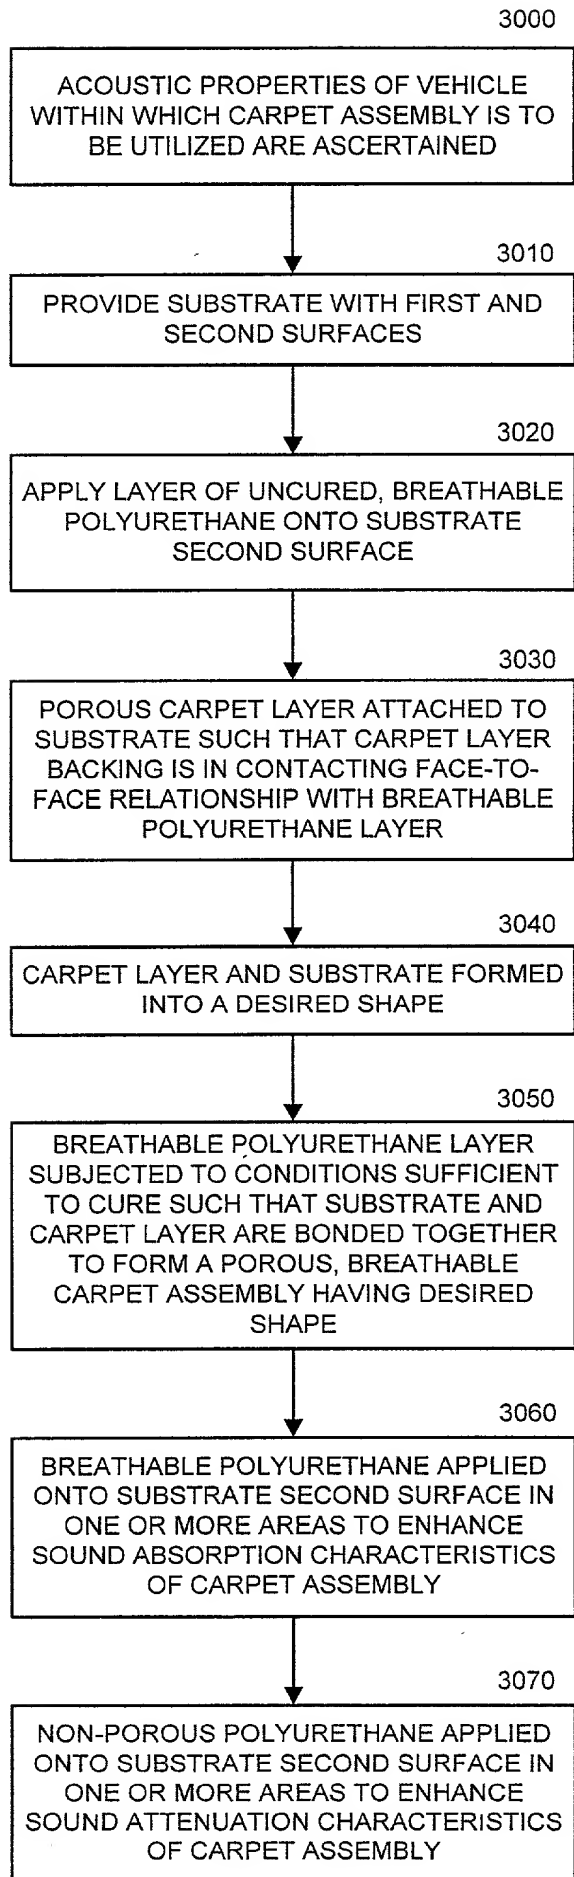 3000
ACOUSTIC PROPERTIES OF VEHICLE
WITHIN WHICH CARPET ASSEMBLY IS TO
BE UTILIZED ARE ASCERTAINED
3010
PROVIDE SUBSTRATE WITH FIRST AND
SECOND SURFACES
3020
APPLY LAYER OF UNCURED, BREATHABLE
POLYURETHANE ONTO SUBSTRATE
SECOND SURFACE
3030
POROUS CARPET LAYER ATTACHED TO
SUBSTRATE SUCH THAT CARPET LAYER
BACKING IS IN CONTACTING FACE-TO-
FACE RELATIONSHIP WITH BREATHABLE
POLYURETHANE LAYER
3040
CARPET LAYER AND SUBSTRATE FORMED
INTO A DESIRED SHAPE
3050
BREATHABLE POLYURETHANE LAYER
SUBJECTED TO CONDITIONS SUFFICIENT
TO CURE SUCH THAT SUBSTRATE AND
CARPET LAYER ARE BONDED TOGETHER
TO FORM A POROUS, BREATHABLE
CARPET ASSEMBLY HAVING DESIRED
SHAPE
3060
BREATHABLE POLYURETHANE APPLIED
ONTO SUBSTRATE SECOND SURFACE IN
ONE OR MORE AREAS TO ENHANCE
SOUND ABSORPTION CHARACTERISTICS
OF CARPET ASSEMBLY
3070
NON-POROUS POLYURETHANE APPLIED
ONTO SUBSTRATE SECOND SURFACE IN
ONE OR MORE AREAS TO ENHANCE
SOUND ATTENUATION CHARACTERISTICS
OF CARPET ASSEMBLY